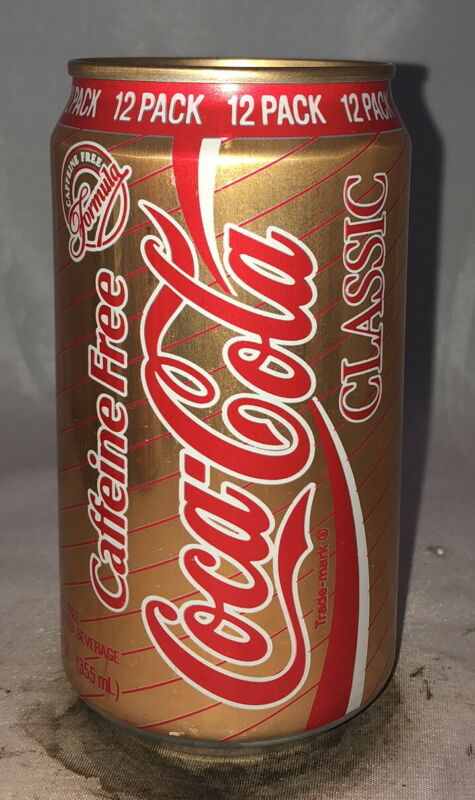 PACK 12 PACK 12 PACK 12 PACK
CAFFEINE FREE
Formula
Caffeine Free
Coca-Cola
CLASSIC
Trade-mark ®
BEVERAGE
(355 mL)